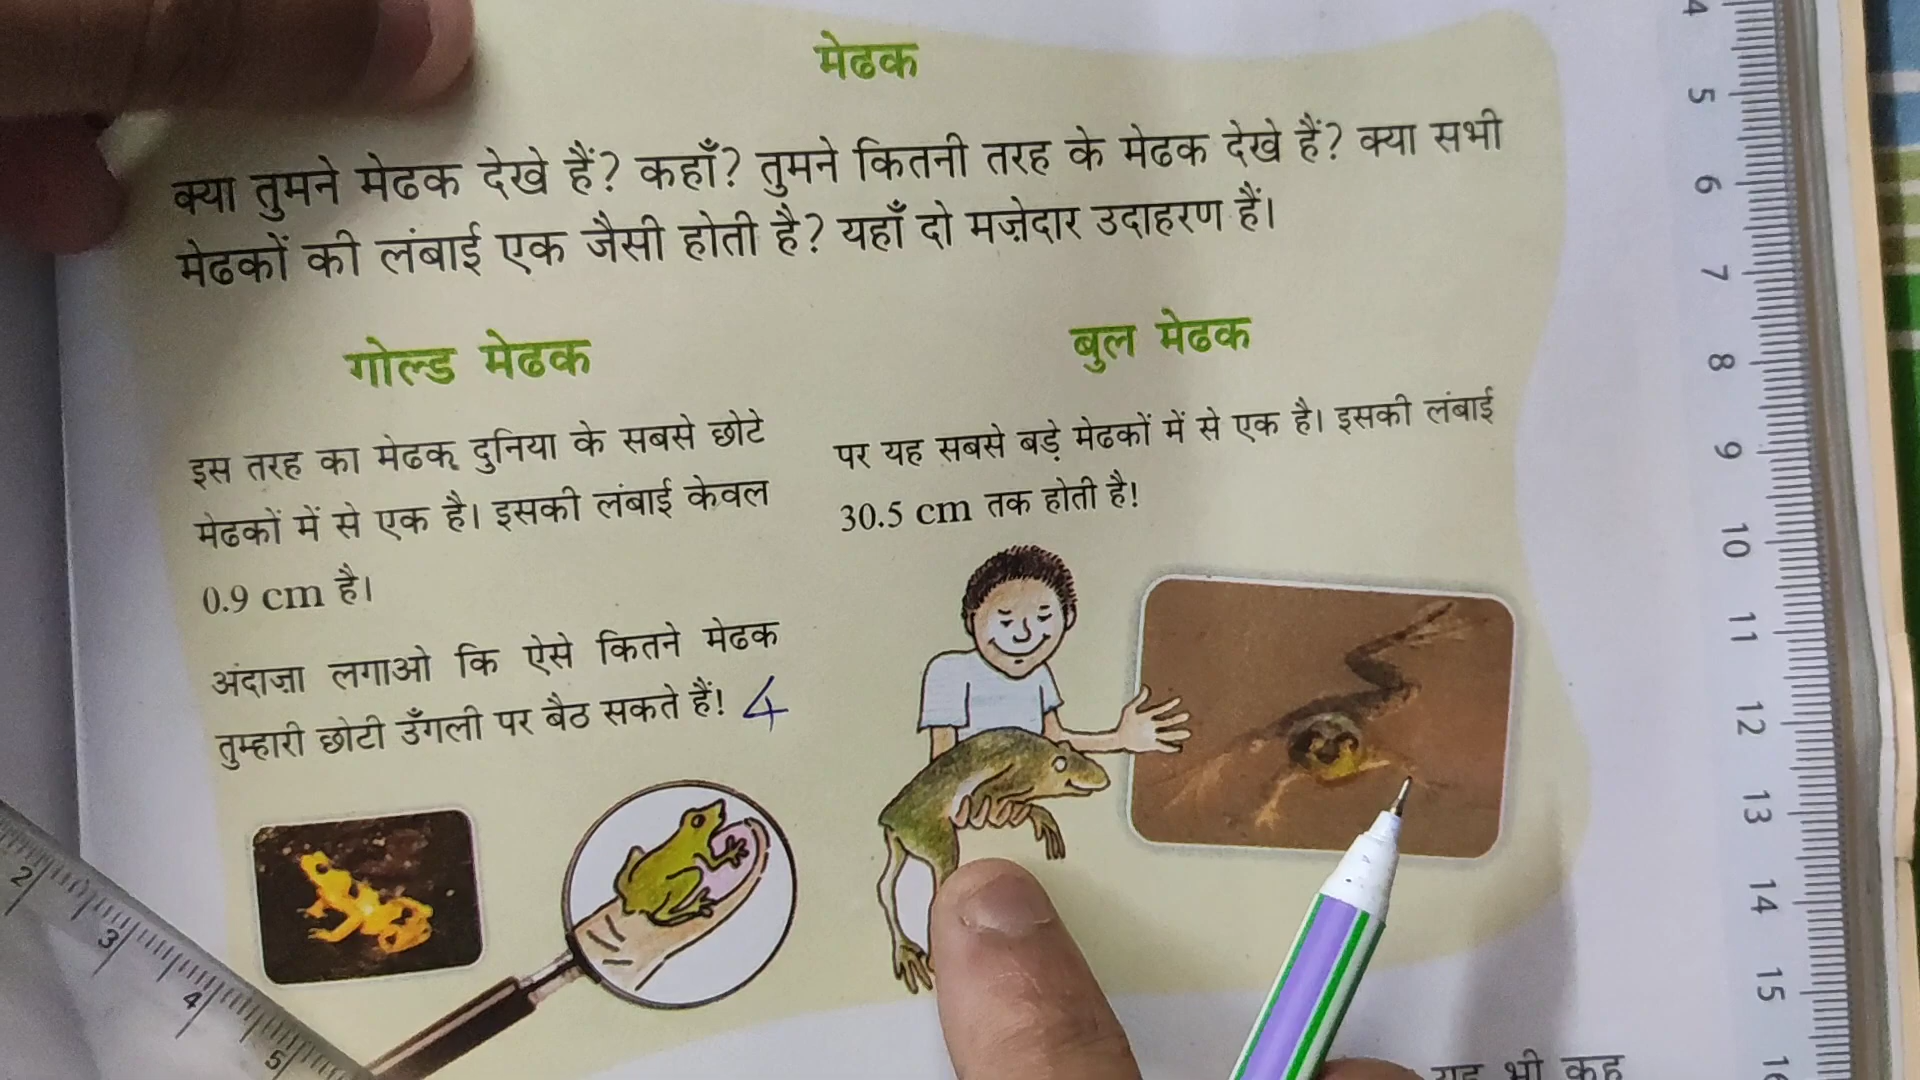 मेढक
क्या तुमने मेढक देखे हैं? कहाँ? तुमने कितनी तरह के मेढक देखे हैं? क्या सभी
मेढकों की लंबाई एक जैसी होती है? यहाँ दो मज़ेदार उदाहरण हैं।
गोल्ड मेढक
इस तरह का मेढक दुनिया के सबसे छोटे
मेढकों में से एक है। इसकी लंबाई केवल
0.9 cm है।
अंदाज़ा लगाओ कि ऐसे कितने मेढक
तुम्हारी छोटी उँगली पर बैठ सकते हैं! 4
बुल मेढक
पर यह सबसे बड़े मेढकों में से एक है। इसकी लंबाई
30.5 cm तक होती है!
यह भी कह
4
5
6
7
8
9
10
11
12
13
14
15
2
3
4
5